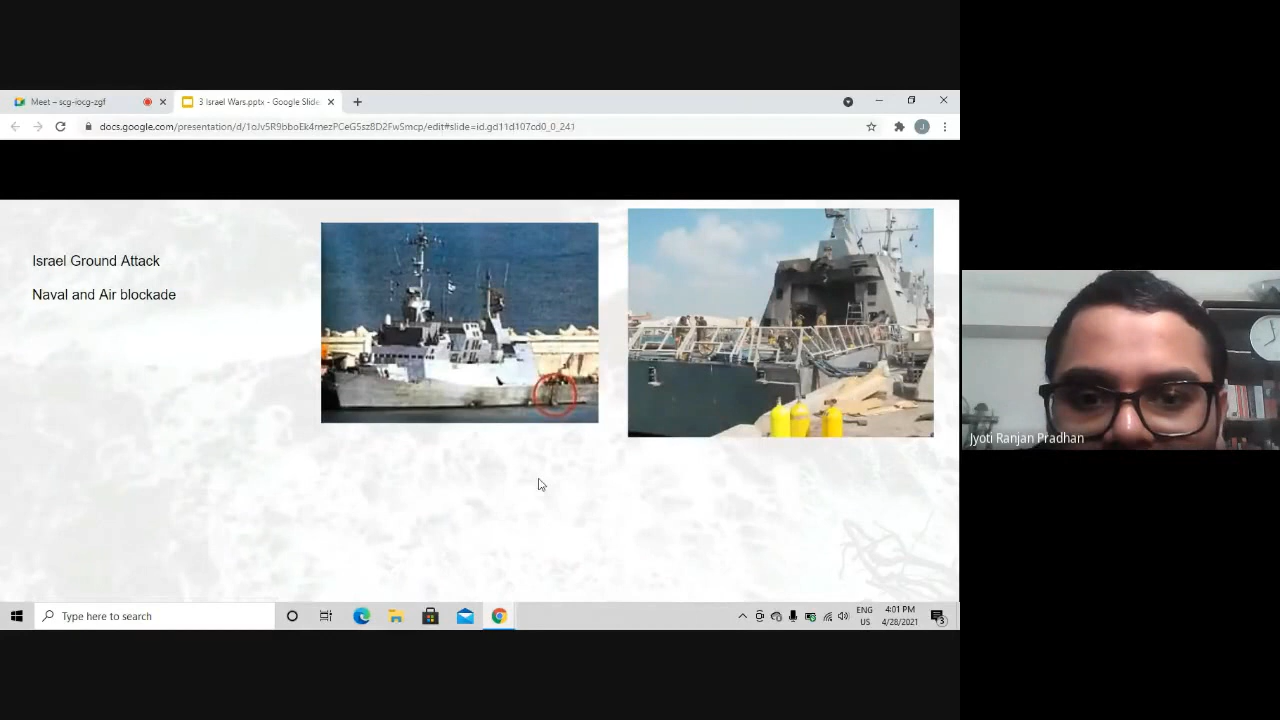 Meet – scg-iocg-zgf
3 Israel Wars.pptx - Google Slide
docs.google.com/presentation/d/1oJv5R9bboEk4rnezPCeG5sz8D2FwSmcp/edit#slide=id.gd11d107cd0_0_241
J
Israel Ground Attack
Naval and Air blockade
Jyoti Ranjan Pradhan
Type here to search
ENG
US
4:01 PM
4/28/2021
3